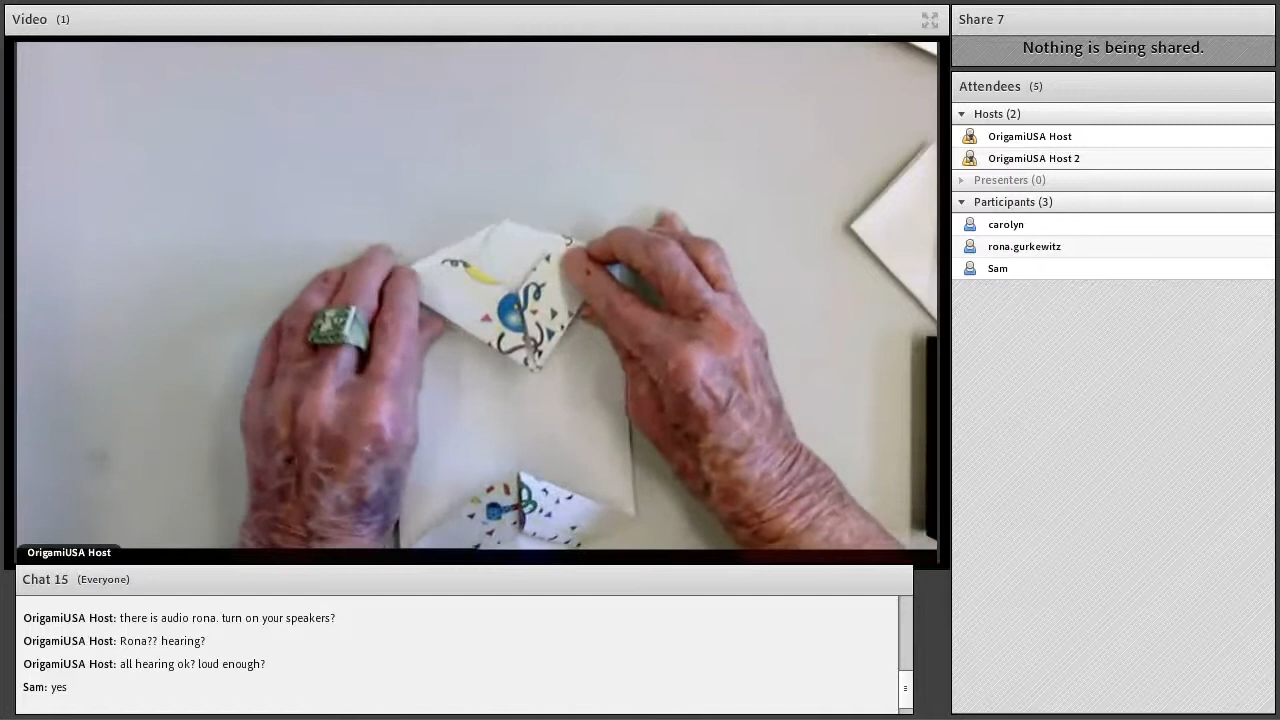 Video (1)
OrigamiUSA Host
Chat 15 (Everyone)
OrigamiUSA Host: there is audio rona. turn on your speakers?
OrigamiUSA Host: Rona?? hearing?
OrigamiUSA Host: all hearing ok? loud enough?
Sam: yes
Share 7
Nothing is being shared.
Attendees (5)
Hosts (2)
OrigamiUSA Host
OrigamiUSA Host 2
Presenters (0)
Participants (3)
carolyn
rona.gurkewitz
Sam